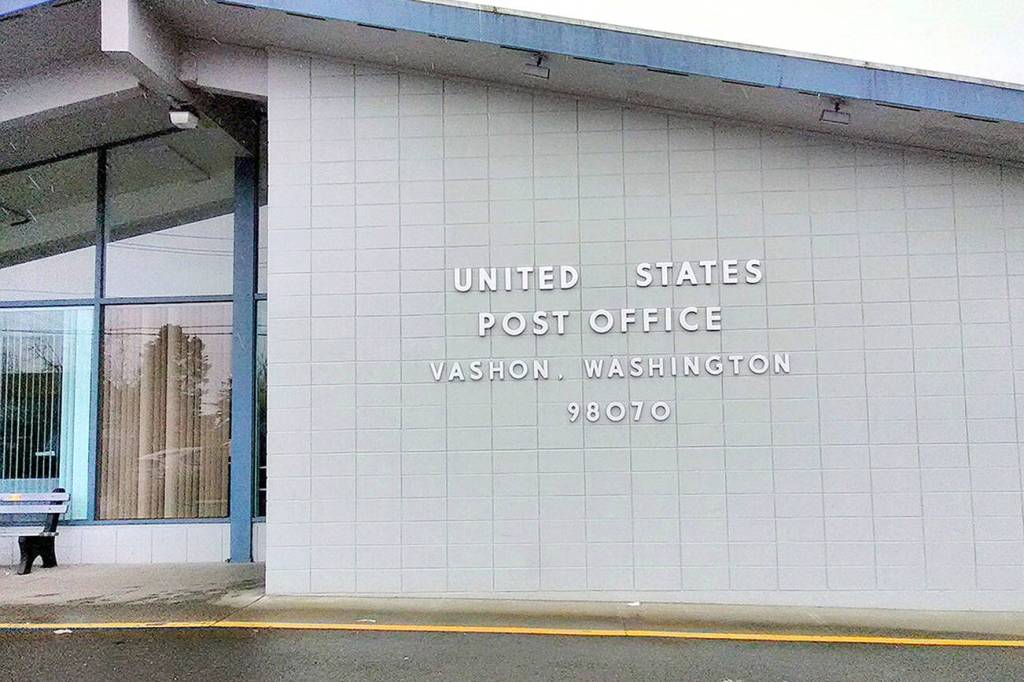 UNITED STATES
POST OFFICE
VASHON, WASHINGTON
98070